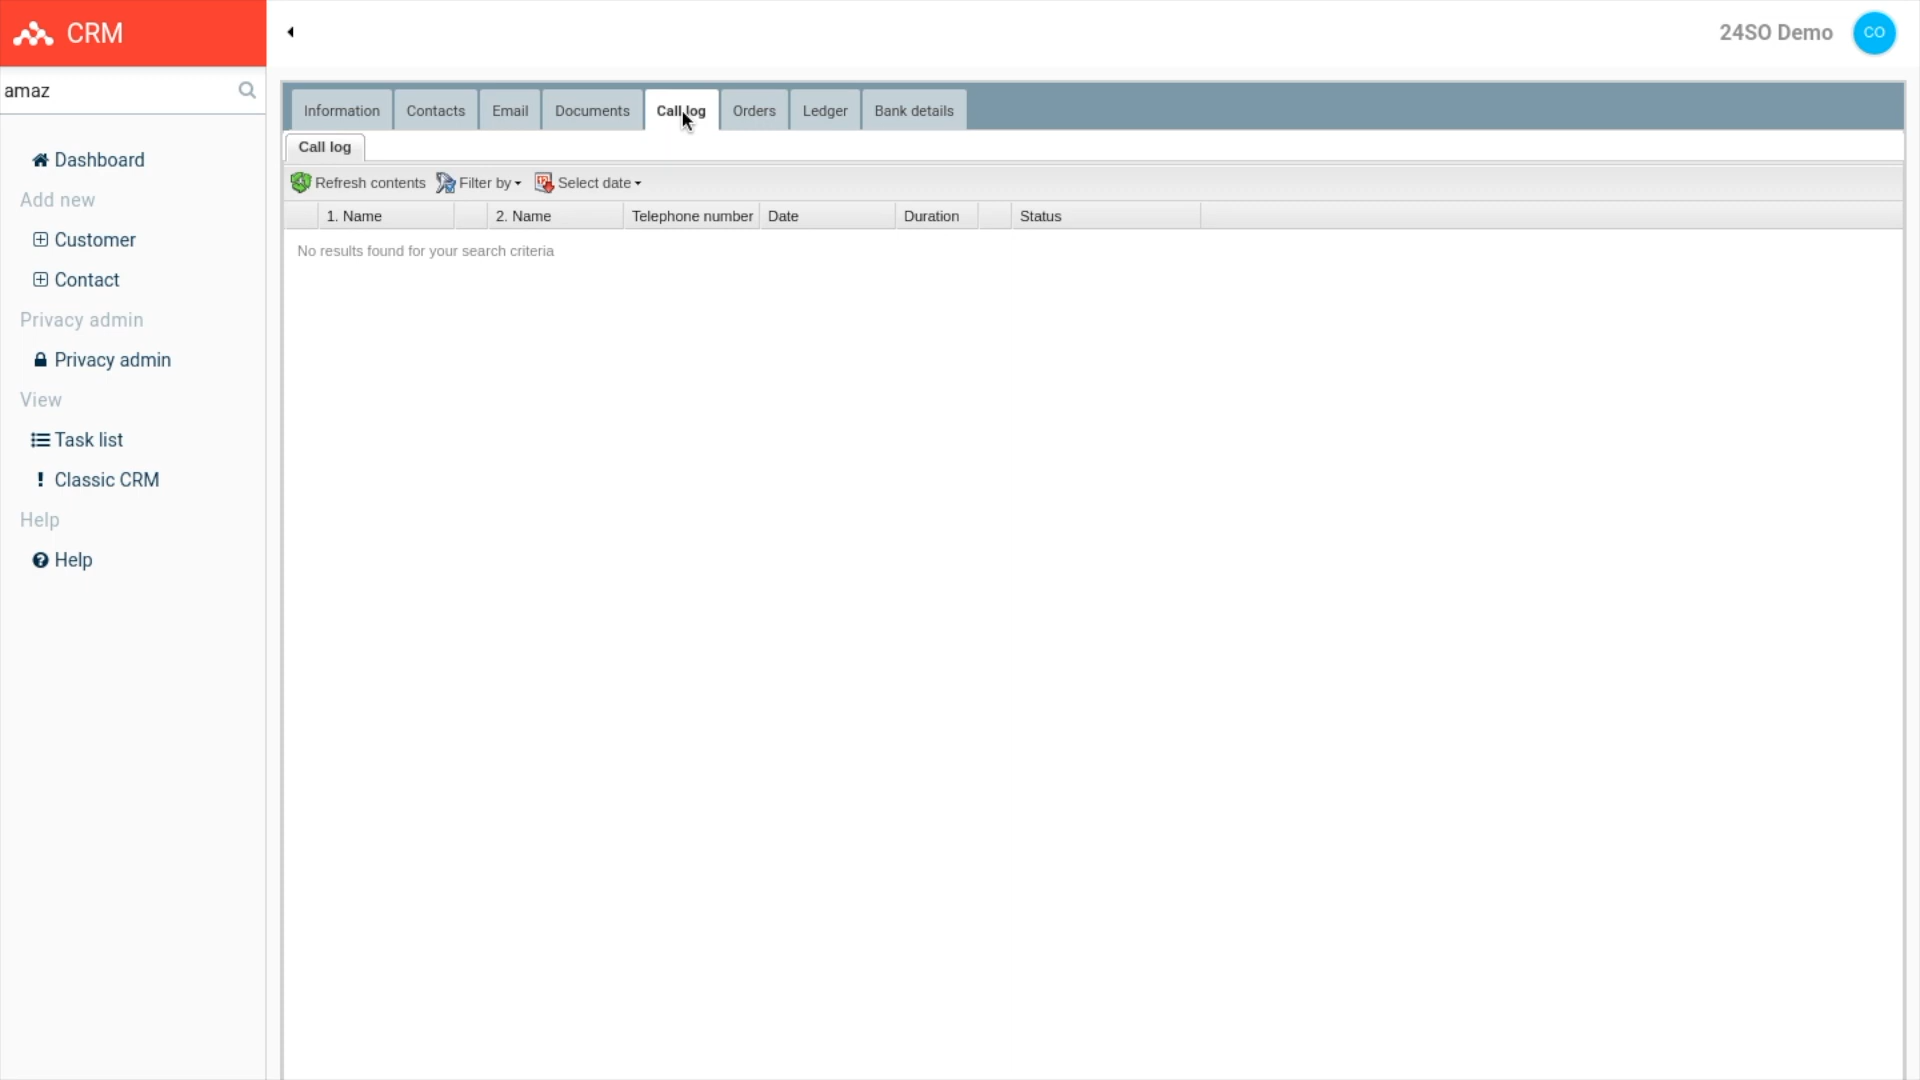 CRM
24SO Demo
CO
amaz
Information
Contacts
Email
Documents
Call log
Orders
Ledger
Bank details
Call log
Refresh contents
Filter by
Select date
1. Name
2. Name
Telephone number
Date
Duration
Status
No results found for your search criteria
Dashboard
Add new
Customer
Contact
Privacy admin
Privacy admin
View
Task list
Classic CRM
Help
Help